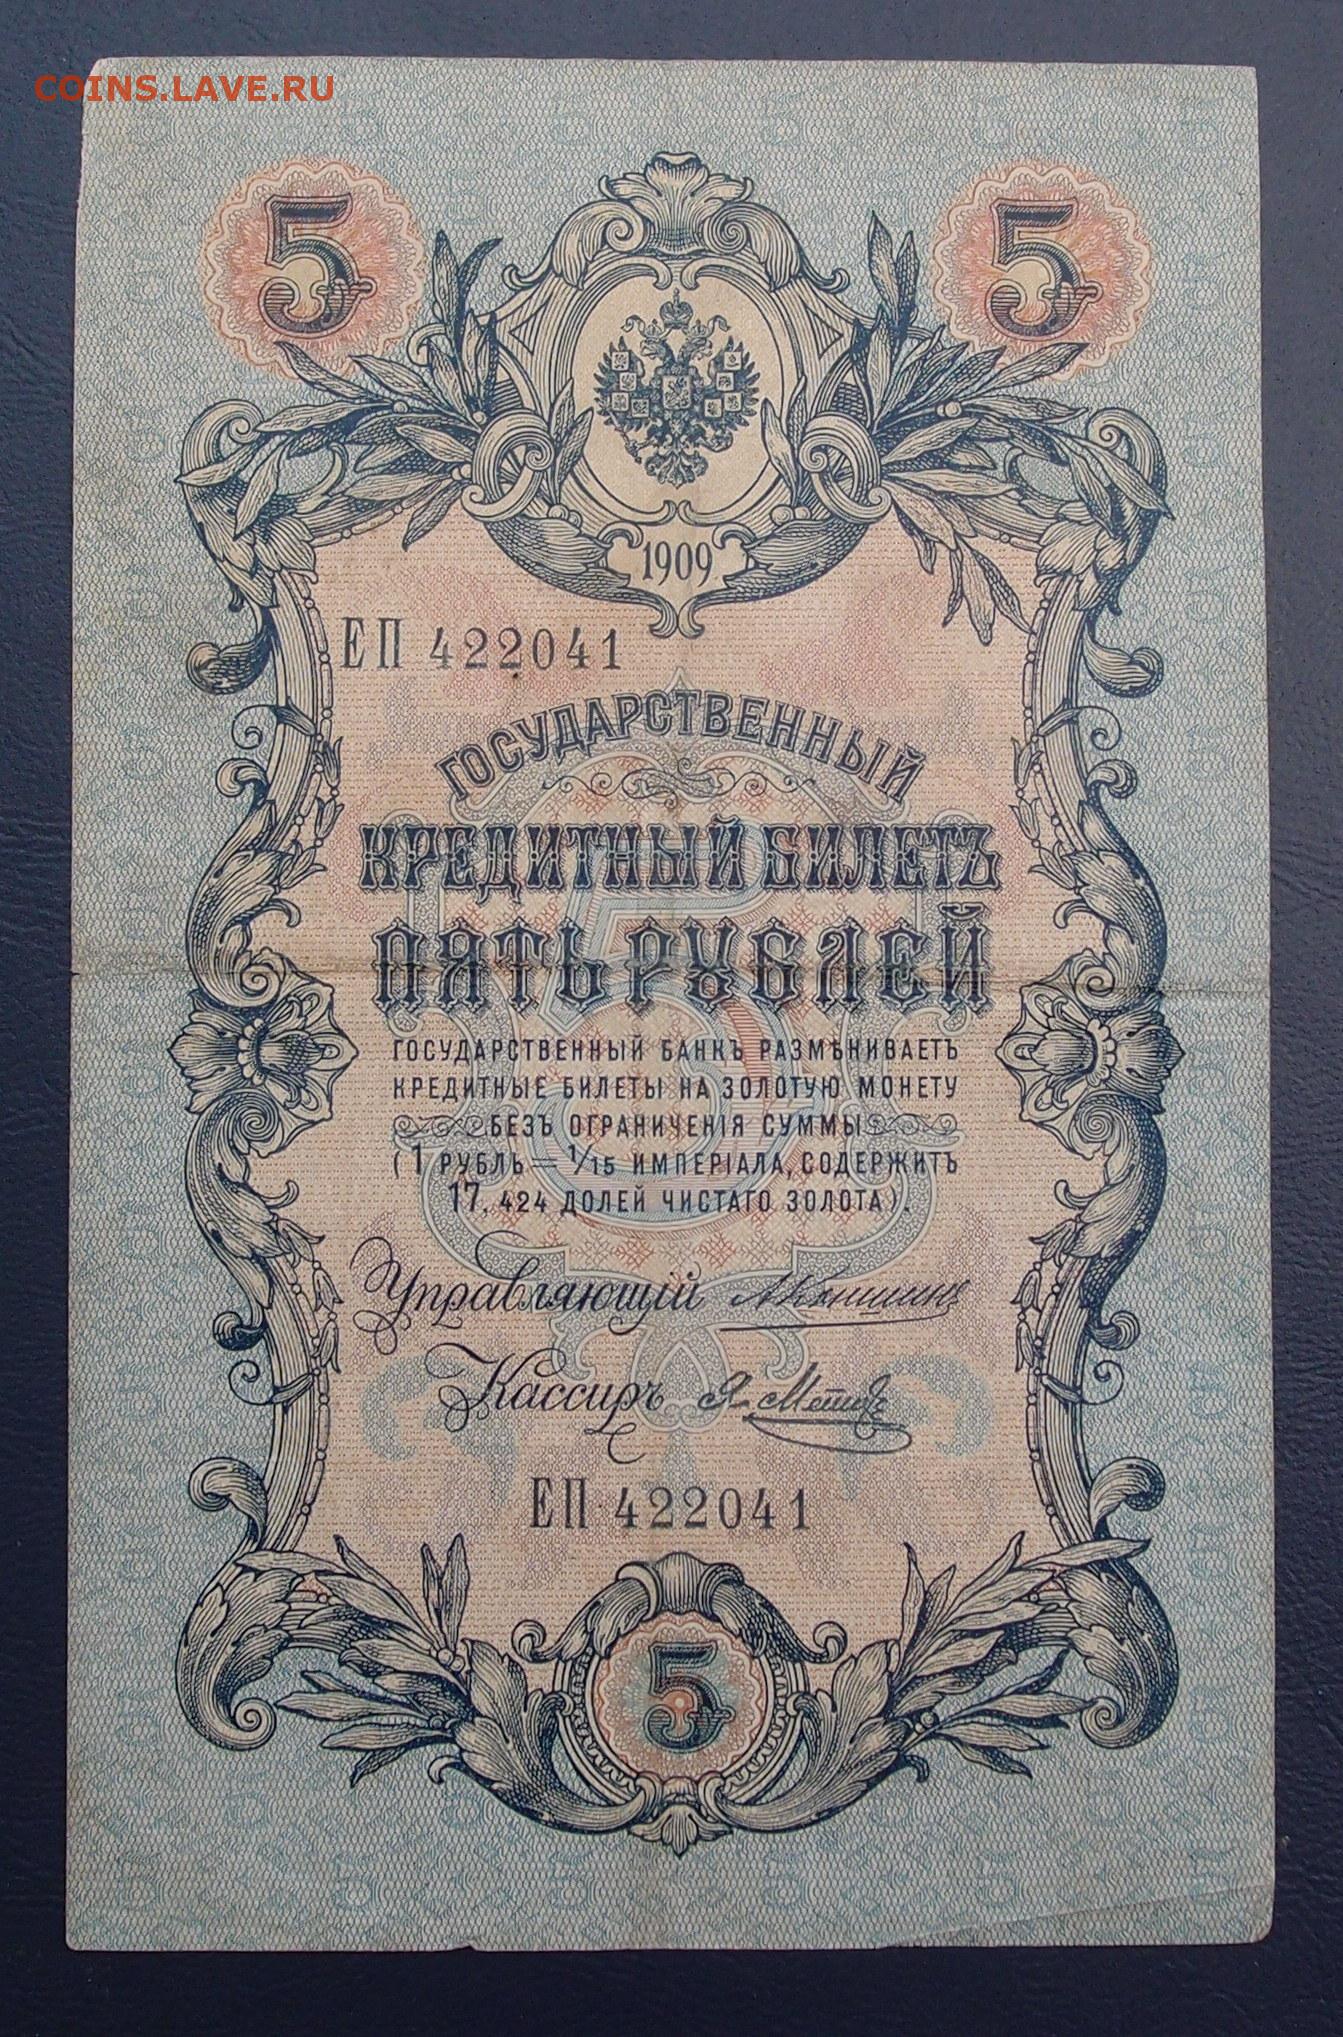 COINS.LAVE.RU
5 5
1909
ЕП 422041
ГОСУДАРСТВЕННЫЙ
КРЕДИТНЫЙ БИЛЕТЪ
ПЯТЬ РУБЛЕЙ
5
ГОСУДАРСТВЕННЫЙ БАНКЪ РАЗМѢНИВАЕТЪ
КРЕДИТНЫЕ БИЛЕТЫ НА ЗОЛОТУЮ МОНЕТУ
БЕЗЪ ОГРАНИЧЕНІЯ СУММЫ
(1 РУБЛЬ = 1/15 ИМПЕРІАЛА, СОДЕРЖИТЪ
17,424 ДОЛЕЙ ЧИСТАГО ЗОЛОТА).
Управляющій
Кассиръ
ЕП 422041
5